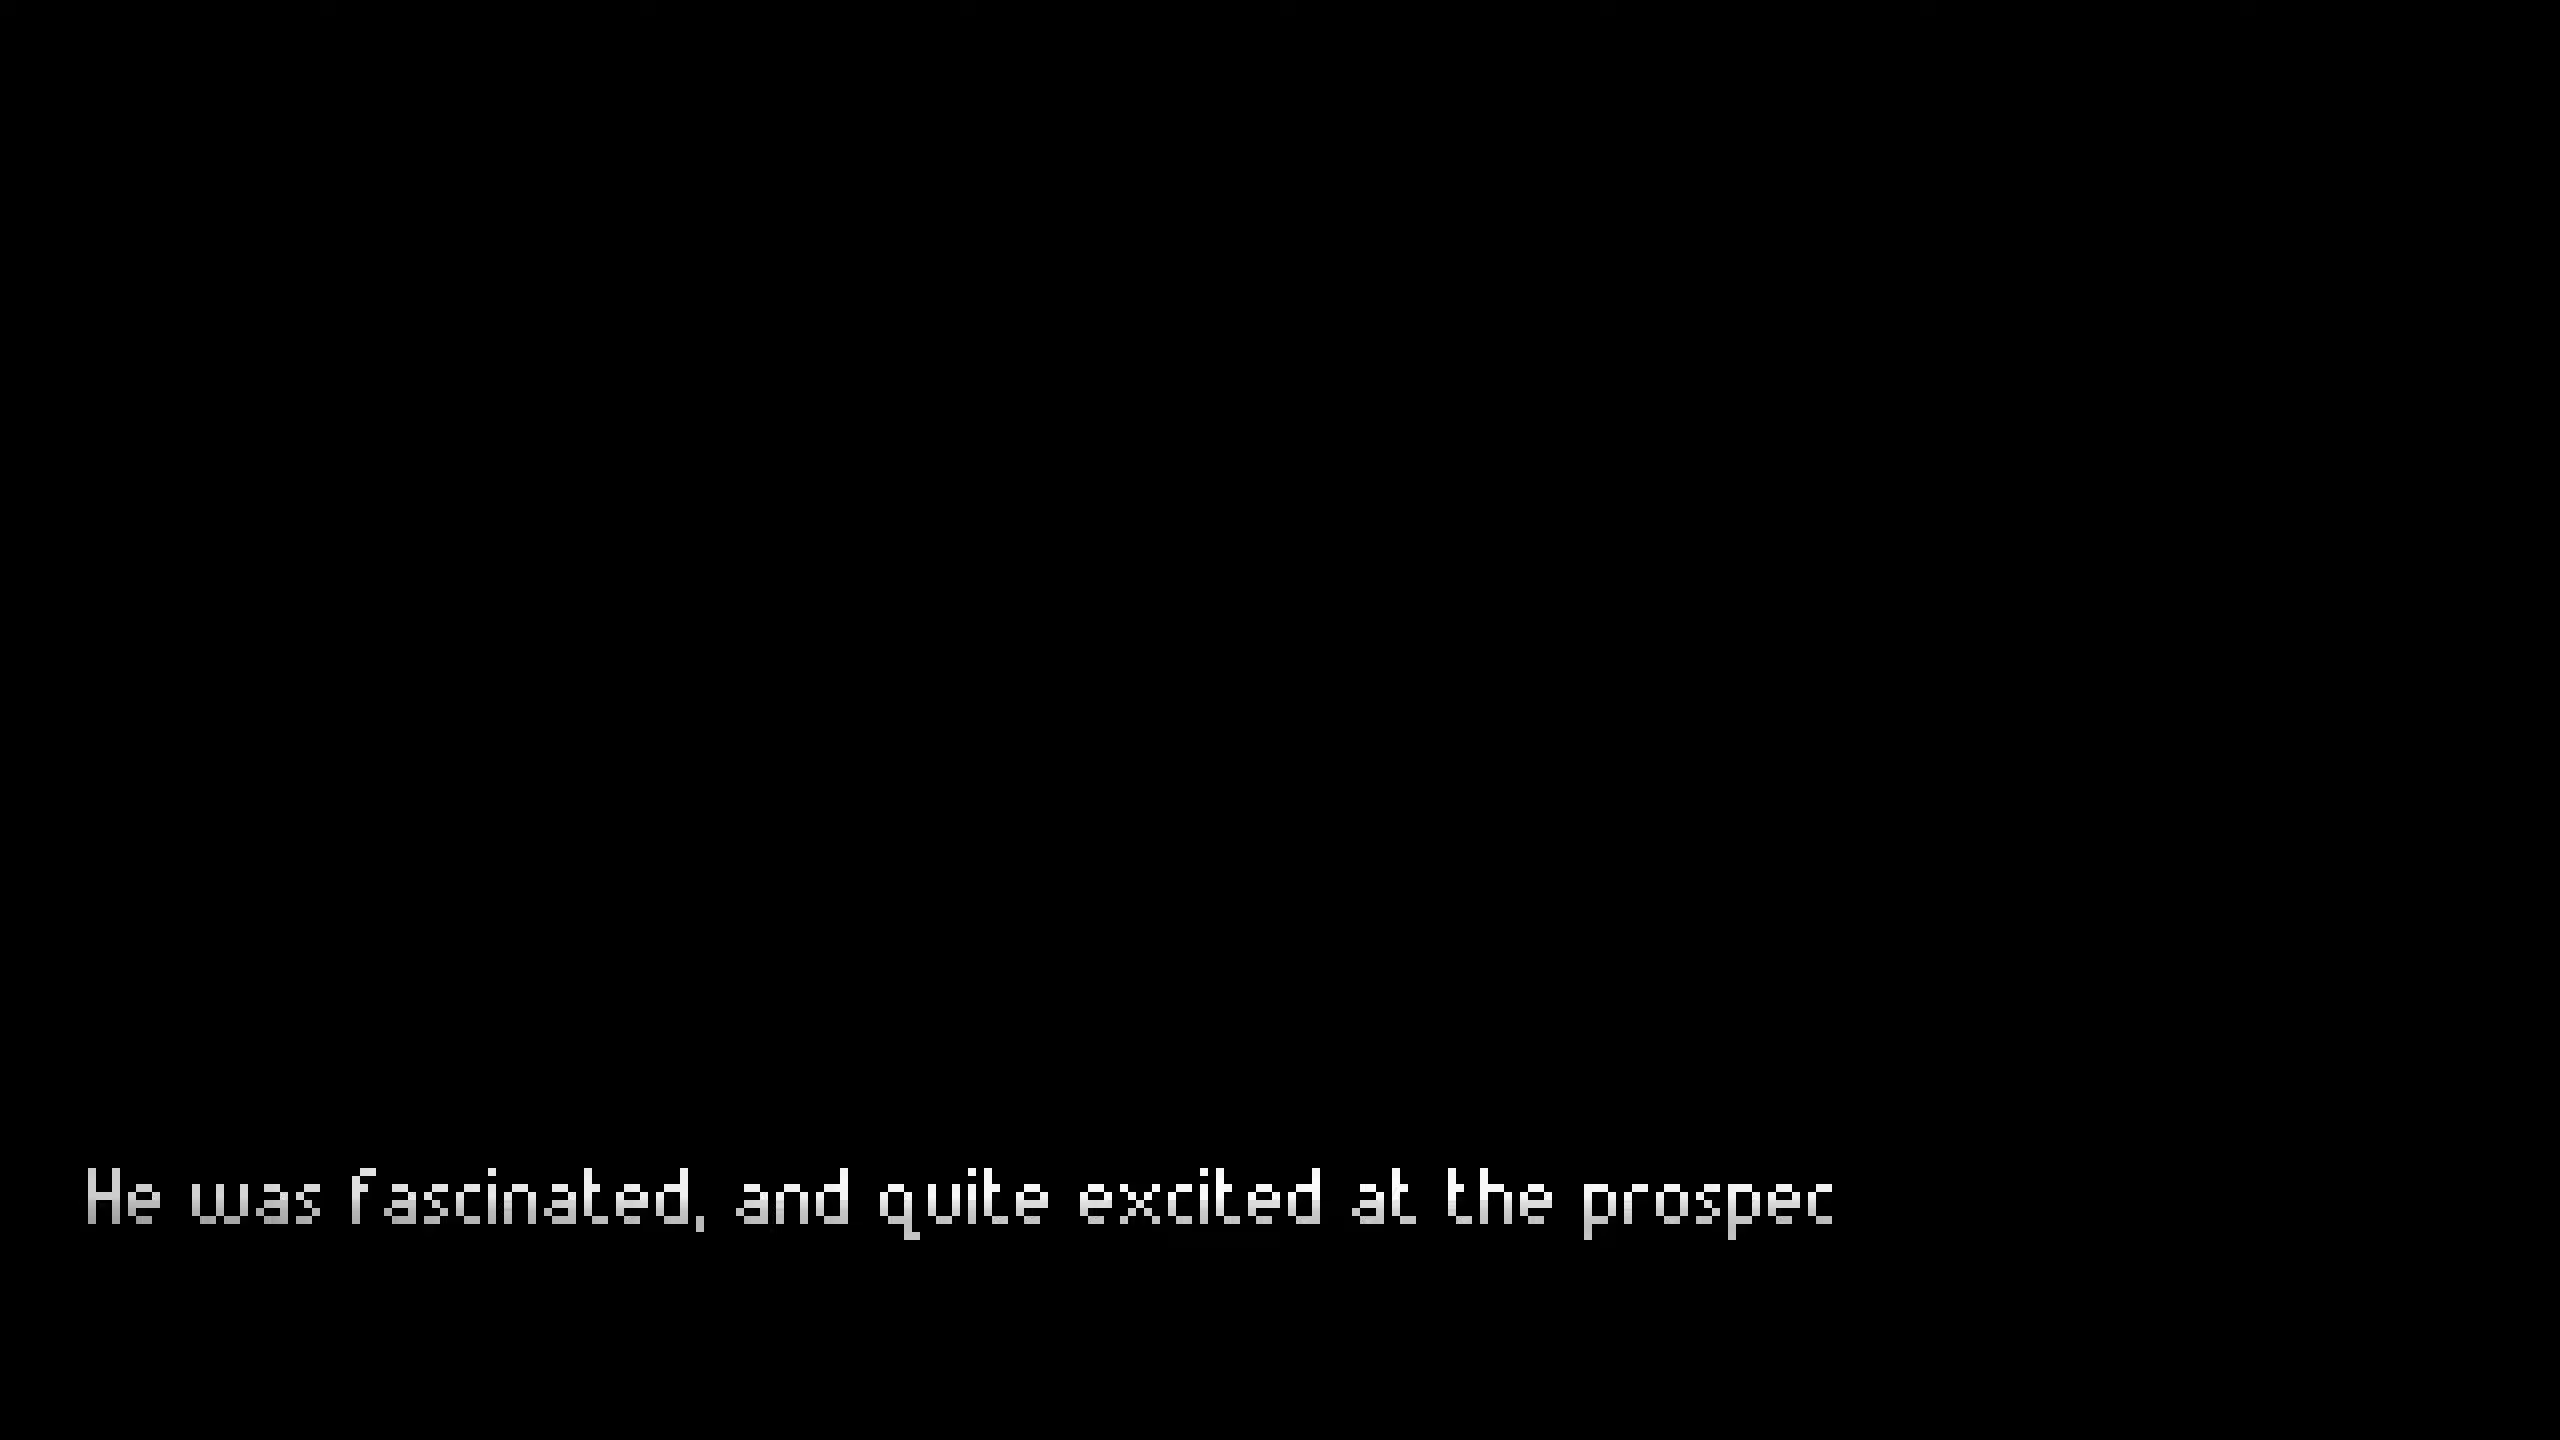 He was fascinated, and quite excited at the prospec